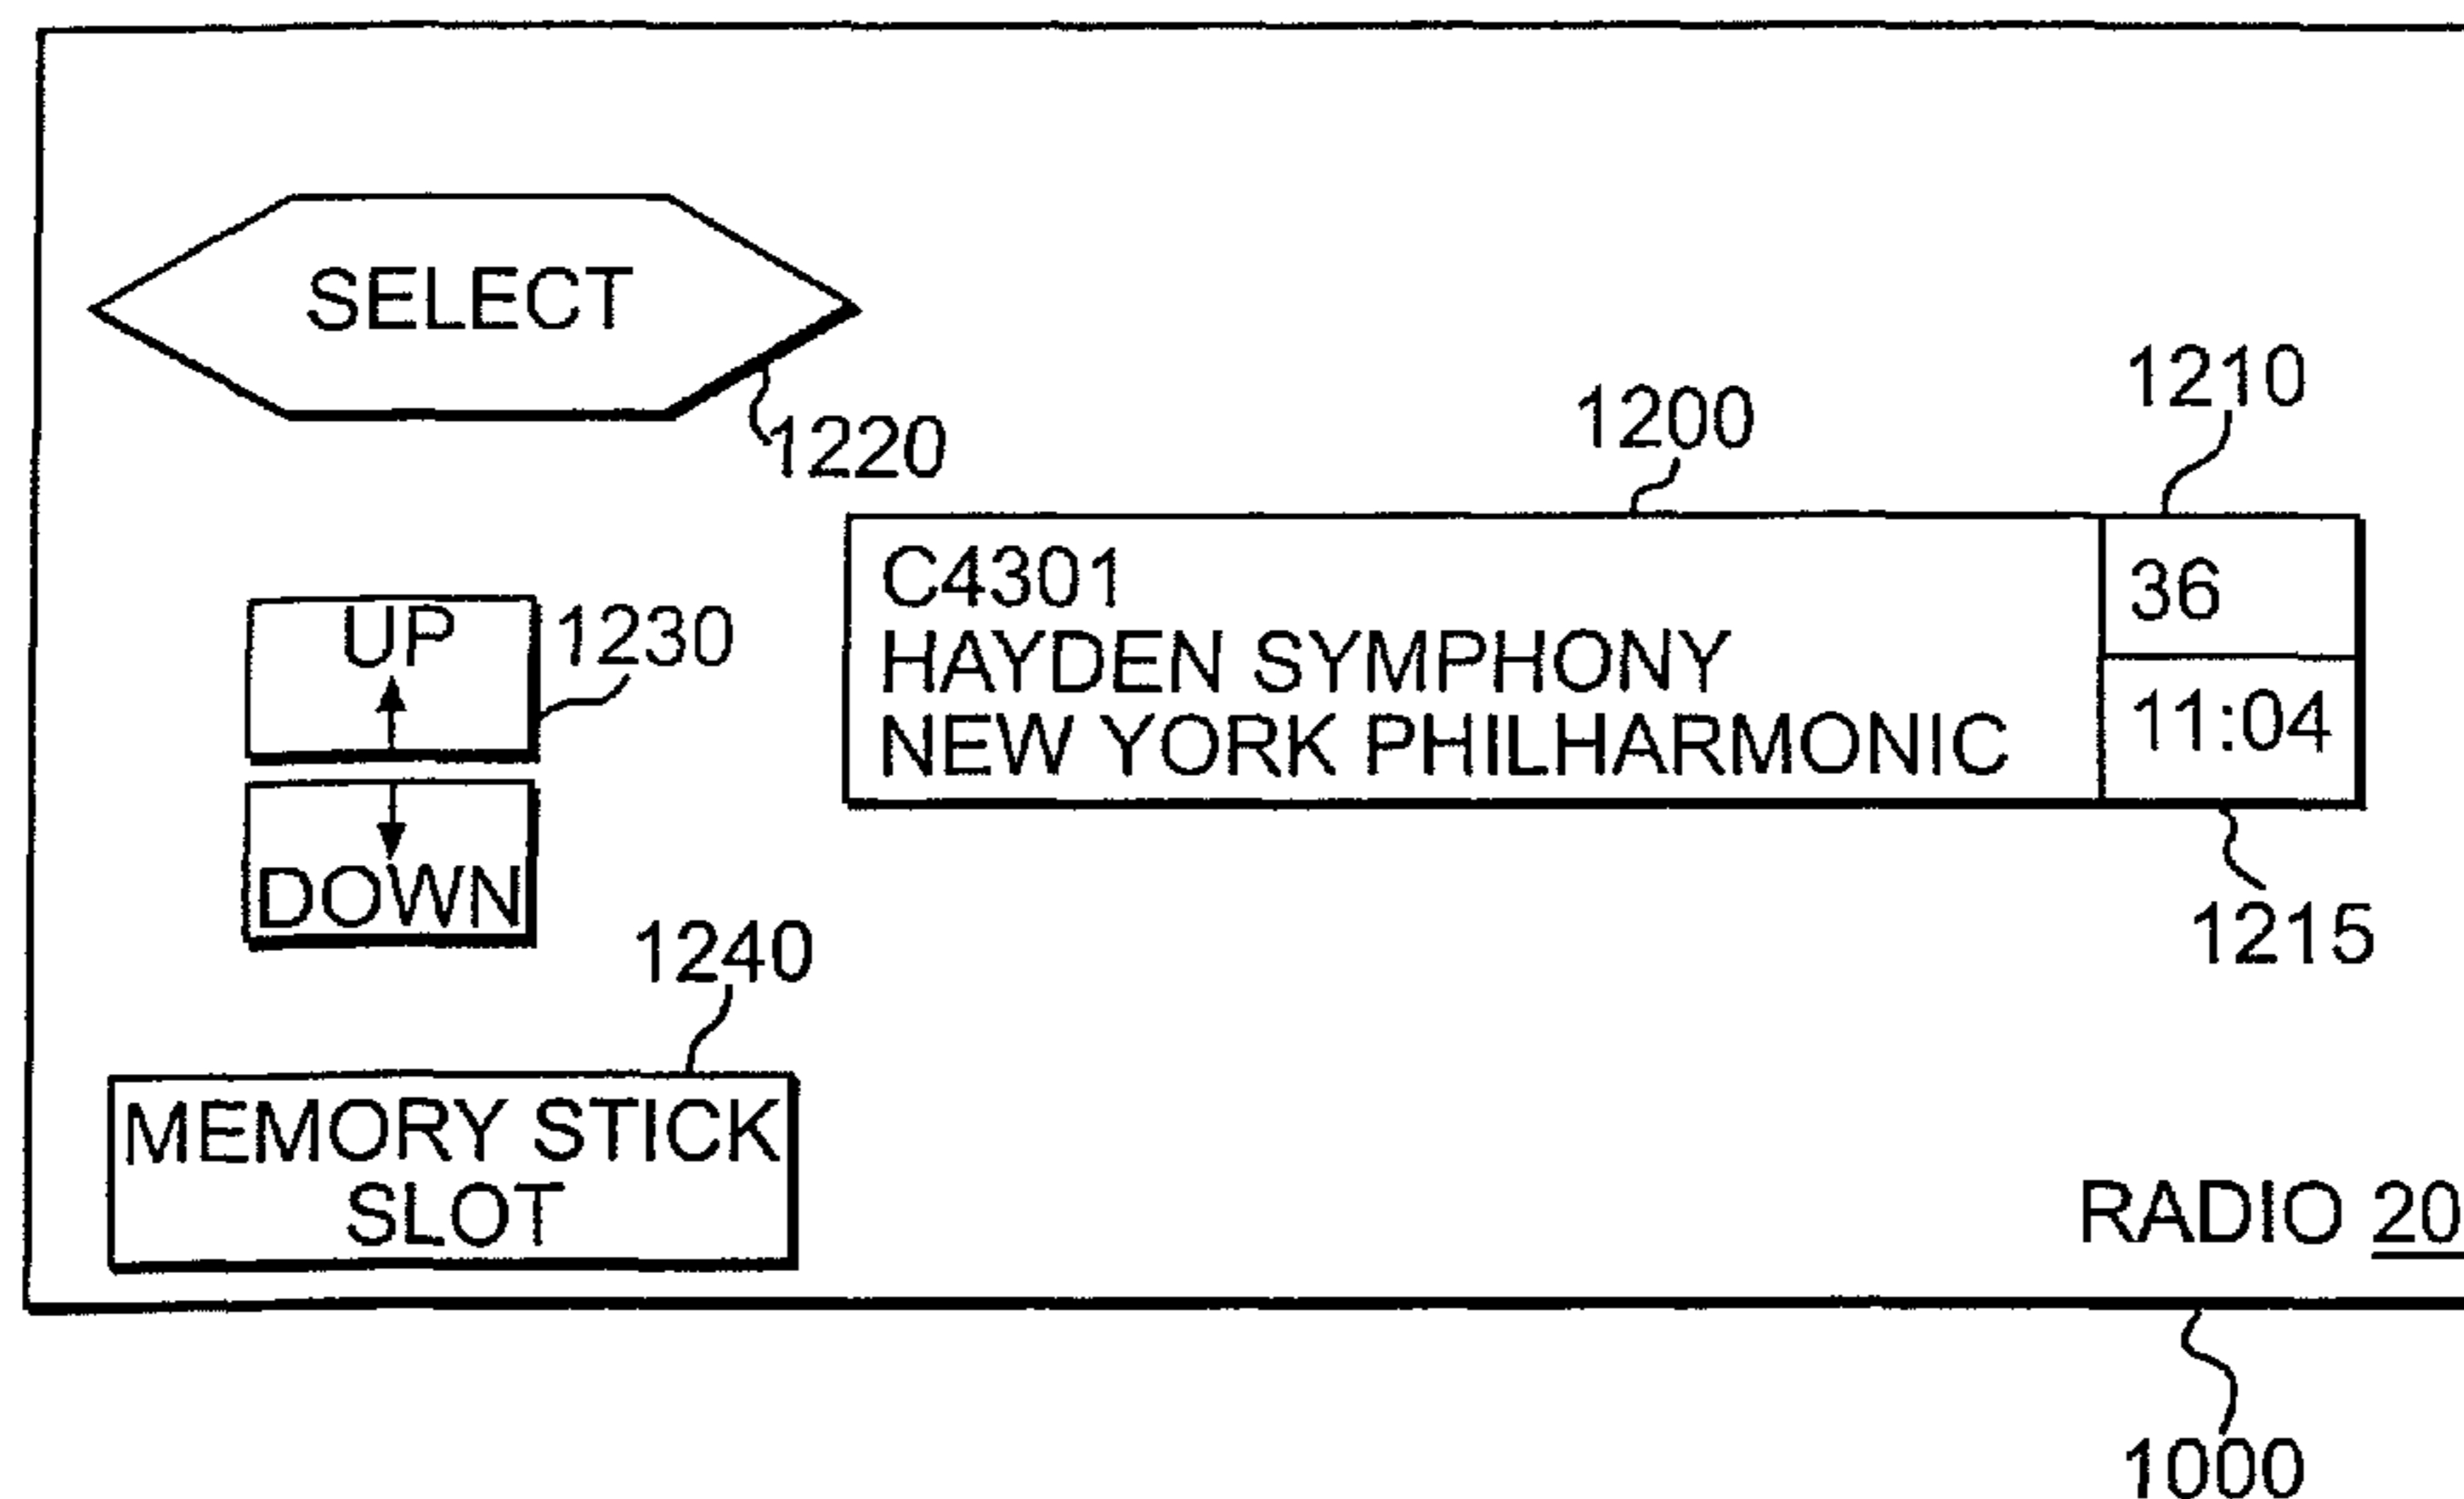 SELECT
1220
1200
1210
C4301
HAYDEN SYMPHONY
NEW YORK PHILHARMONIC
36
11:04
1215
UP
1230
DOWN
1240
MEMORY STICK
SLOT
RADIO 20
1000